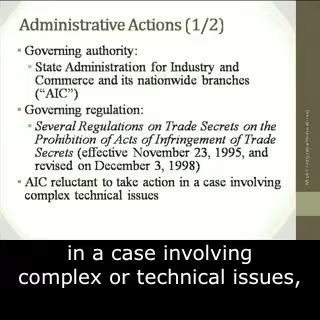 Administrative Actions (1/2)
Governing authority:
State Administration for Industry and
Commerce and its nationwide branches
("AIC")
Governing regulation:
Several Regulations on Trade Secrets on the
Prohibition of Acts of Infringement of Trade
Secrets (effective November 23, 1995, and
revised on December 3, 1998)
AIC reluctant to take action in a case involving
complex technical issues
in a case involving
complex or technical issues,